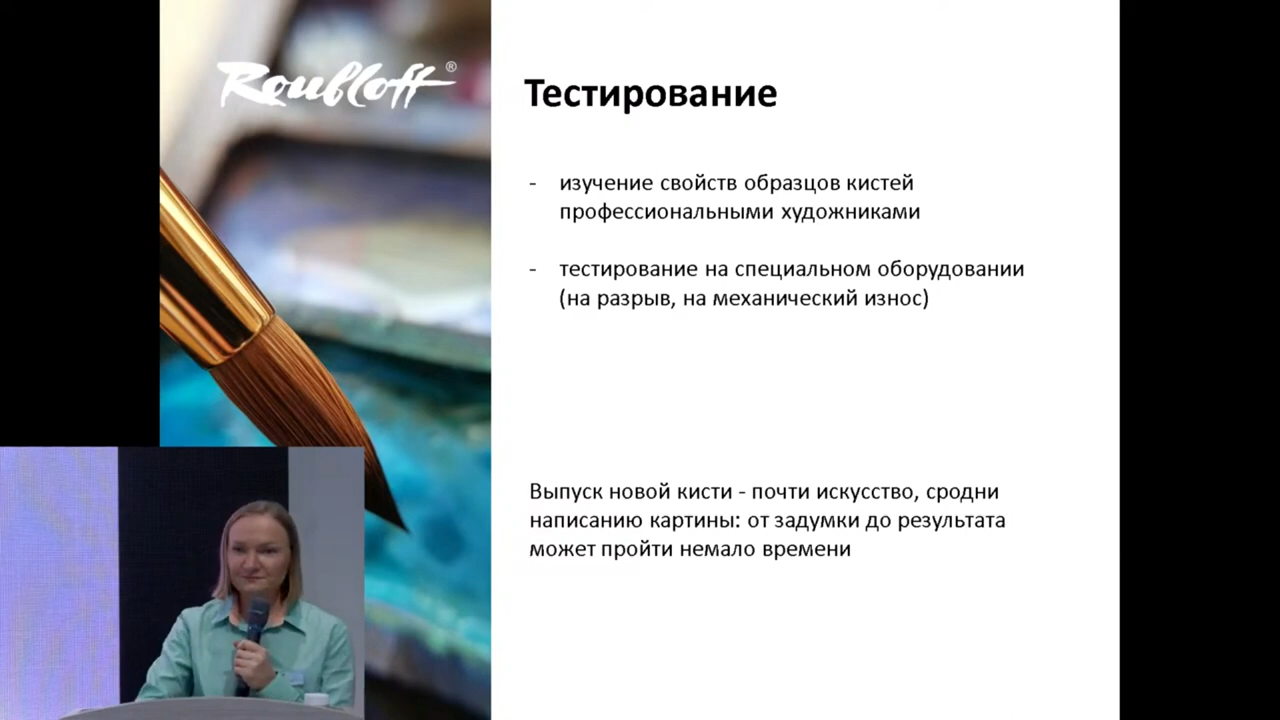 Roubloff®
Тестирование
- изучение свойств образцов кистей
профессиональными художниками
- тестирование на специальном оборудовании
(на разрыв, на механический износ)
Выпуск новой кисти - почти искусство, сродни
написанию картины: от задумки до результата
может пройти немало времени